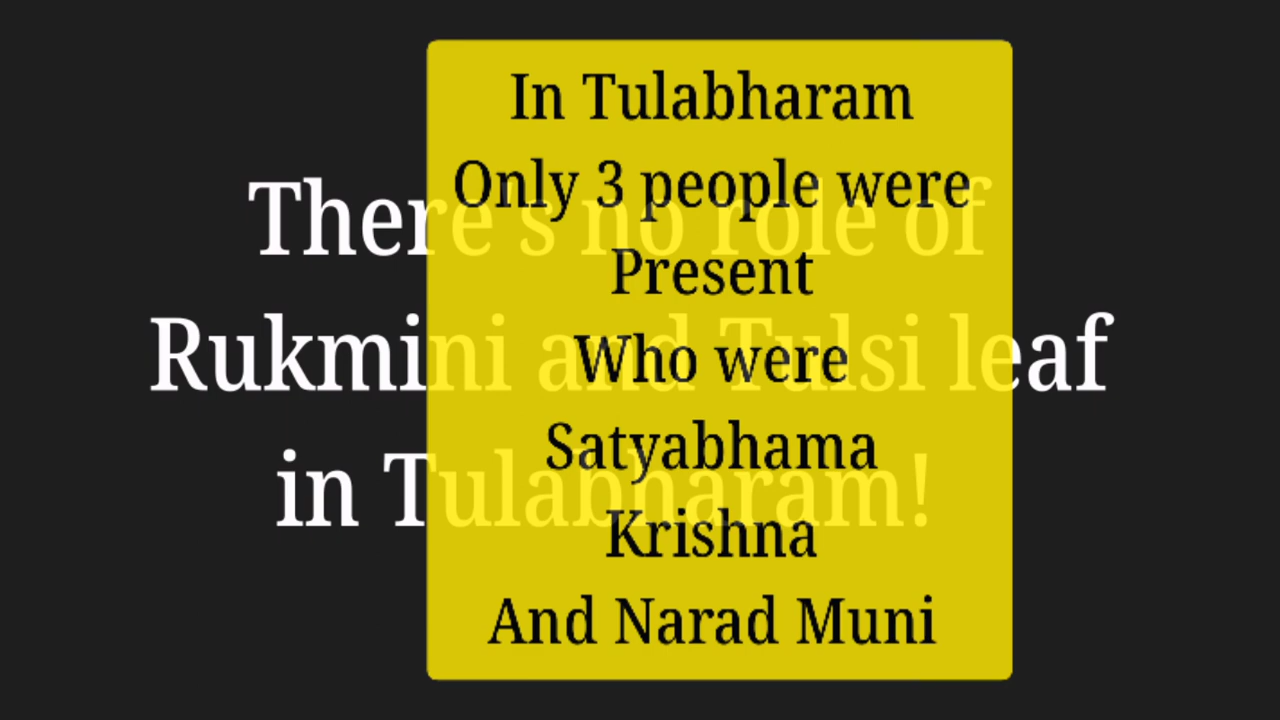 There's no role of
Rukmini and Tulsi leaf
in Tulabharam!
In Tulabharam
Only 3 people were
Present
Who were
Satyabhama
Krishna
And Narad Muni